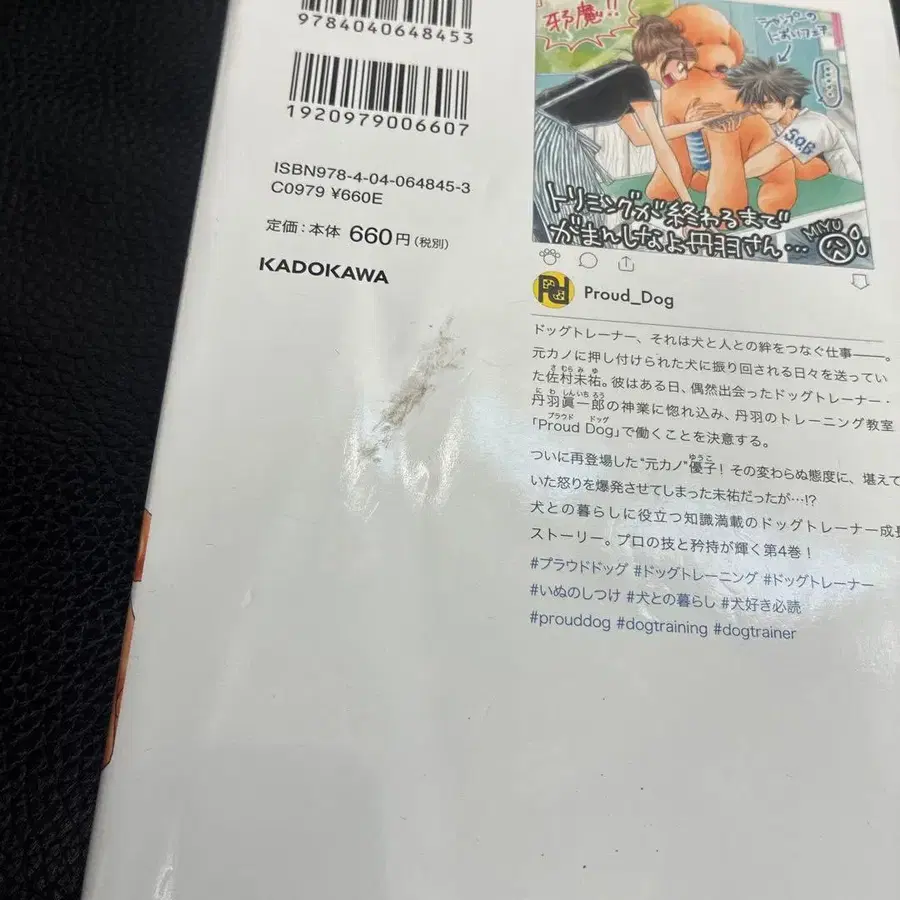 9784040648453
1920979006607
ISBN978-4-04-064845-3
C0979 ¥660E
定価：本体 660円（税別）
KADOKAWA
邪魔!!
シャンプーの
S.O.B
トリミングが終わるまで
がまんしなよ丹羽さん‥‥
MIYU
Pd
Proud_Dog
ドッグトレーナー、それは犬と人との絆をつなぐ仕事――。
元カノに押し付けられた犬に振り回される日々を送ってい
た佐村未祐。彼はある日、偶然出会ったドッグトレーナー・
丹羽眞一郎の神業に惚れ込み、丹羽のトレーニング教室
「Proud Dog」で働くことを決意する。
ついに再登場した“元カノ”優子！その変わらぬ態度に、堪えて
いた怒りを爆発させてしまった未祐だったが…!?
犬との暮らしに役立つ知識満載のドッグトレーナー成長
ストーリー。プロの技と矜持が輝く第4巻！
#プラウドドッグ #ドッグトレーニング #ドッグトレーナー
#いぬのしつけ #犬との暮らし #犬好き必読
#prouddog #dogtraining #dogtrainer